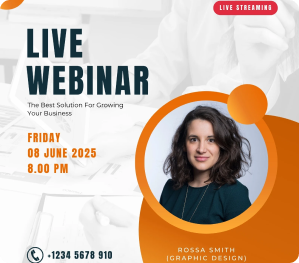 LIVE STREAMING
LIVE
WEBINAR
The Best Solution For Growing
Your Business
FRIDAY
08 JUNE 2025
8.00 PM
ROSSA SMITH
(GRAPHIC DESIGN)
+1234 5678 910